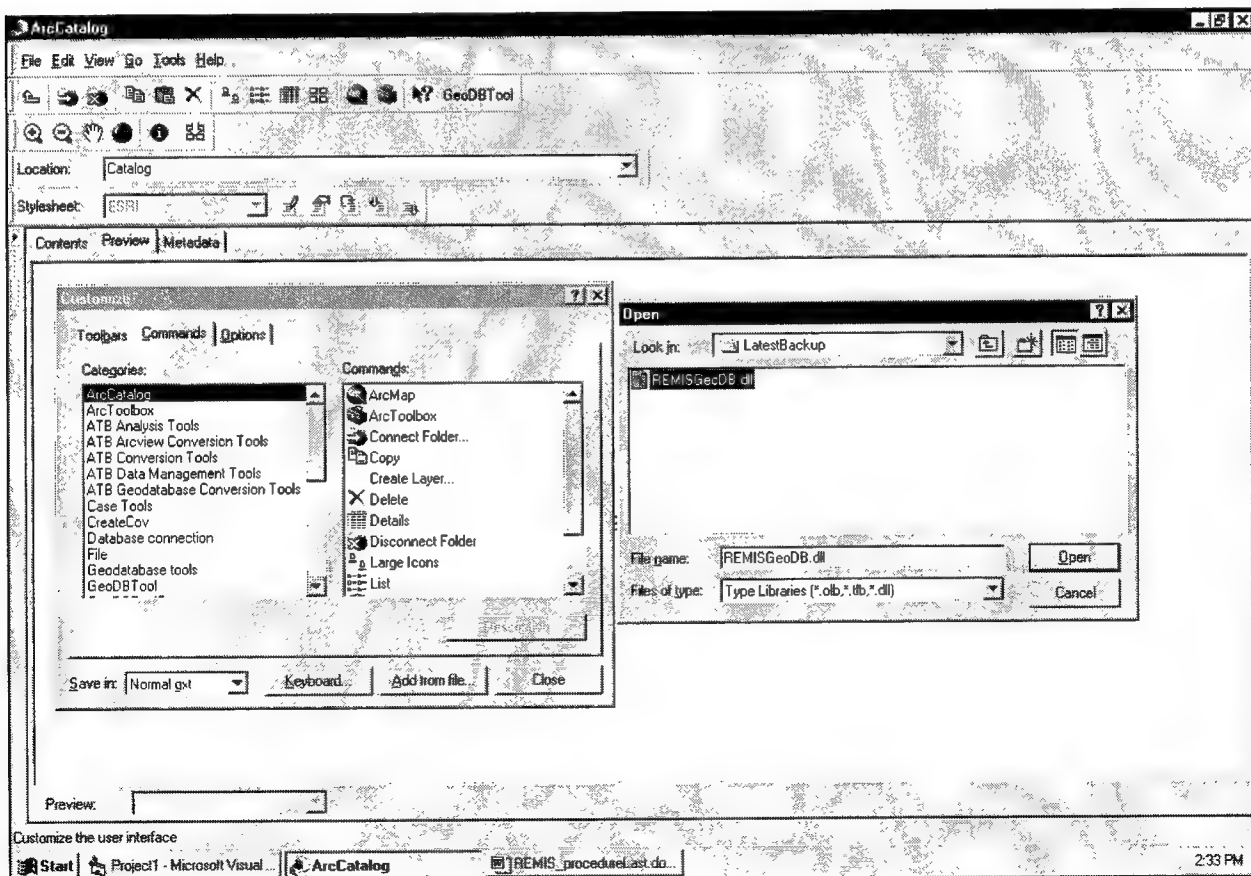 ArcCatalog
File Edit View Go Tools Help
GeoDBTool
Location: Catalog
Stylesheet: ESRI
Contents Preview Metadata
Customize
Toolbars Commands Options
Categories:
ArcCatalog
ArcToolbox
ATB Analysis Tools
ATB Arcview Conversion Tools
ATB Conversion Tools
ATB Data Management Tools
ATB Geodatabase Conversion Tools
Case Tools
CreateCov
Database connection
File
Geodatabase tools
GeoDBTool
Commands:
ArcMap
ArcToolbox
Connect Folder...
Copy
Create Layer...
Delete
Details
Disconnect Folder
Large Icons
List
Save in: Normal.gxt
Keyboard...
Add from file...
Close
Open
Look in: LatestBackup
REMISGeoDB.dll
File name: REMISGeoDB.dll
Open
Files of type: Type Libraries (*.olb,*.tlb,*.dll)
Cancel
Preview:
Customize the user interface
Start Project1 - Microsoft Visual ... ArcCatalog REMIS_procedureLast.do... 2:33 PM